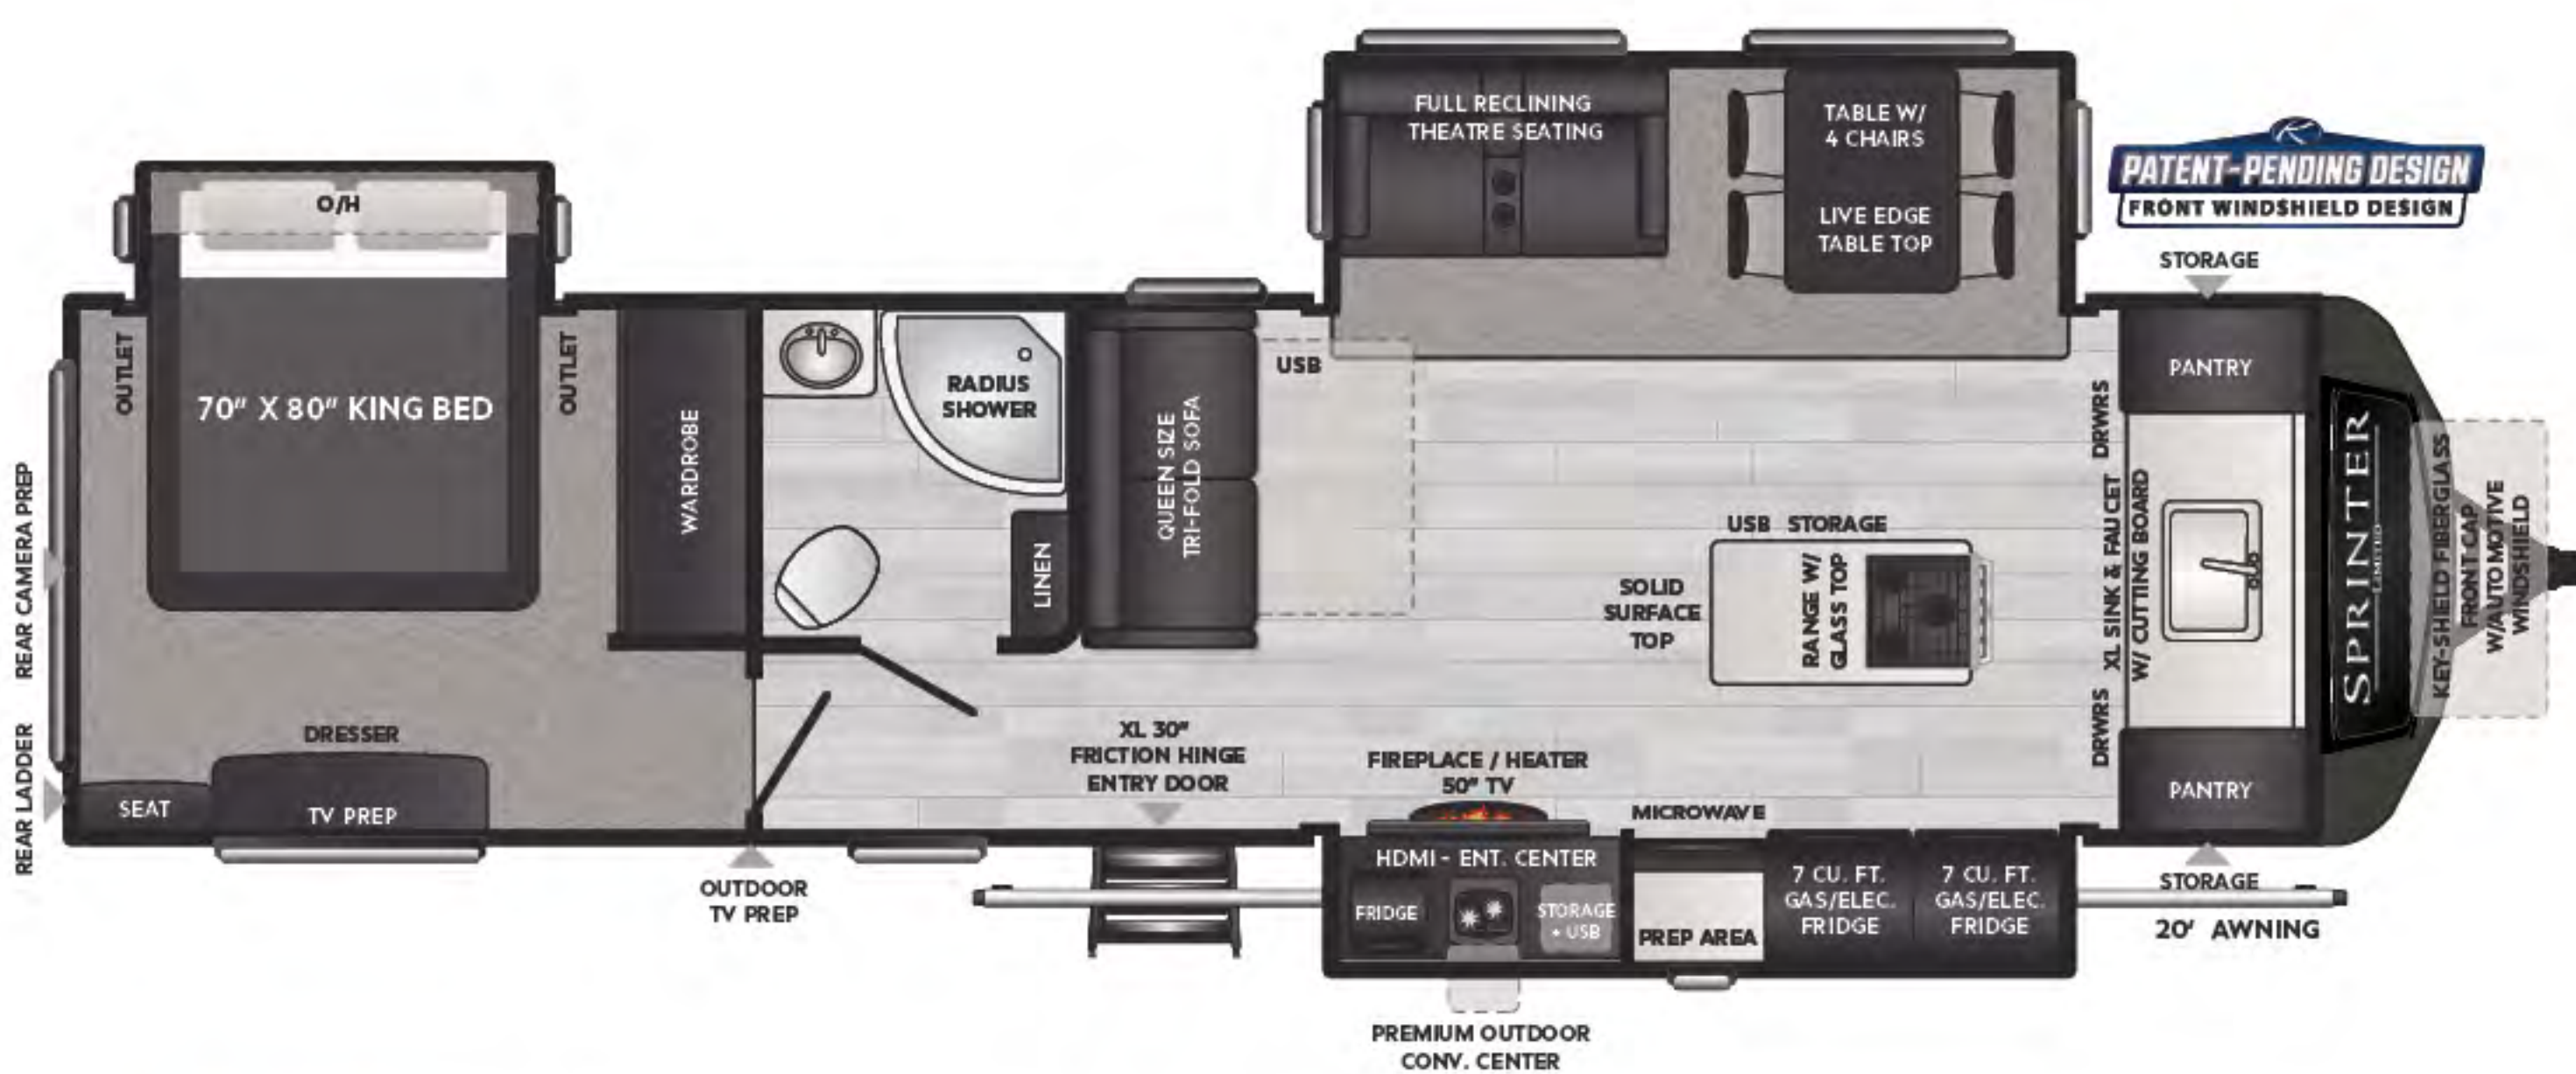 FULL RECLINING
THEATRE SEATING
TABLE W/
4 CHAIRS
LIVE EDGE
TABLE TOP
PATENT-PENDING DESIGN
FRONT WINDSHIELD DESIGN
STORAGE
O/H
OUTLET
70" X 80" KING BED
OUTLET
WARDROBE
RADIUS
SHOWER
LINEN
QUEEN SIZE
TRI-FOLD SOFA
USB
PANTRY
DRWRS
XL SINK & FAUCET
W/ CUTTING BOARD
DRWRS
PANTRY
SPRINTER
LIMITED
KEY-SHIELD FIBERGLASS
FRONT CAP
W/AUTOMOTIVE
WINDSHIELD
USB STORAGE
SOLID
SURFACE
TOP
RANGE W/
GLASS TOP
REAR CAMERA PREP
REAR LADDER
DRESSER
SEAT
TV PREP
XL 30"
FRICTION HINGE
ENTRY DOOR
FIREPLACE / HEATER
50" TV
MICROWAVE
OUTDOOR
TV PREP
HDMI - ENT. CENTER
FRIDGE
STORAGE
+ USB
PREP AREA
7 CU. FT.
GAS/ELEC.
FRIDGE
7 CU. FT.
GAS/ELEC.
FRIDGE
STORAGE
20' AWNING
PREMIUM OUTDOOR
CONV. CENTER